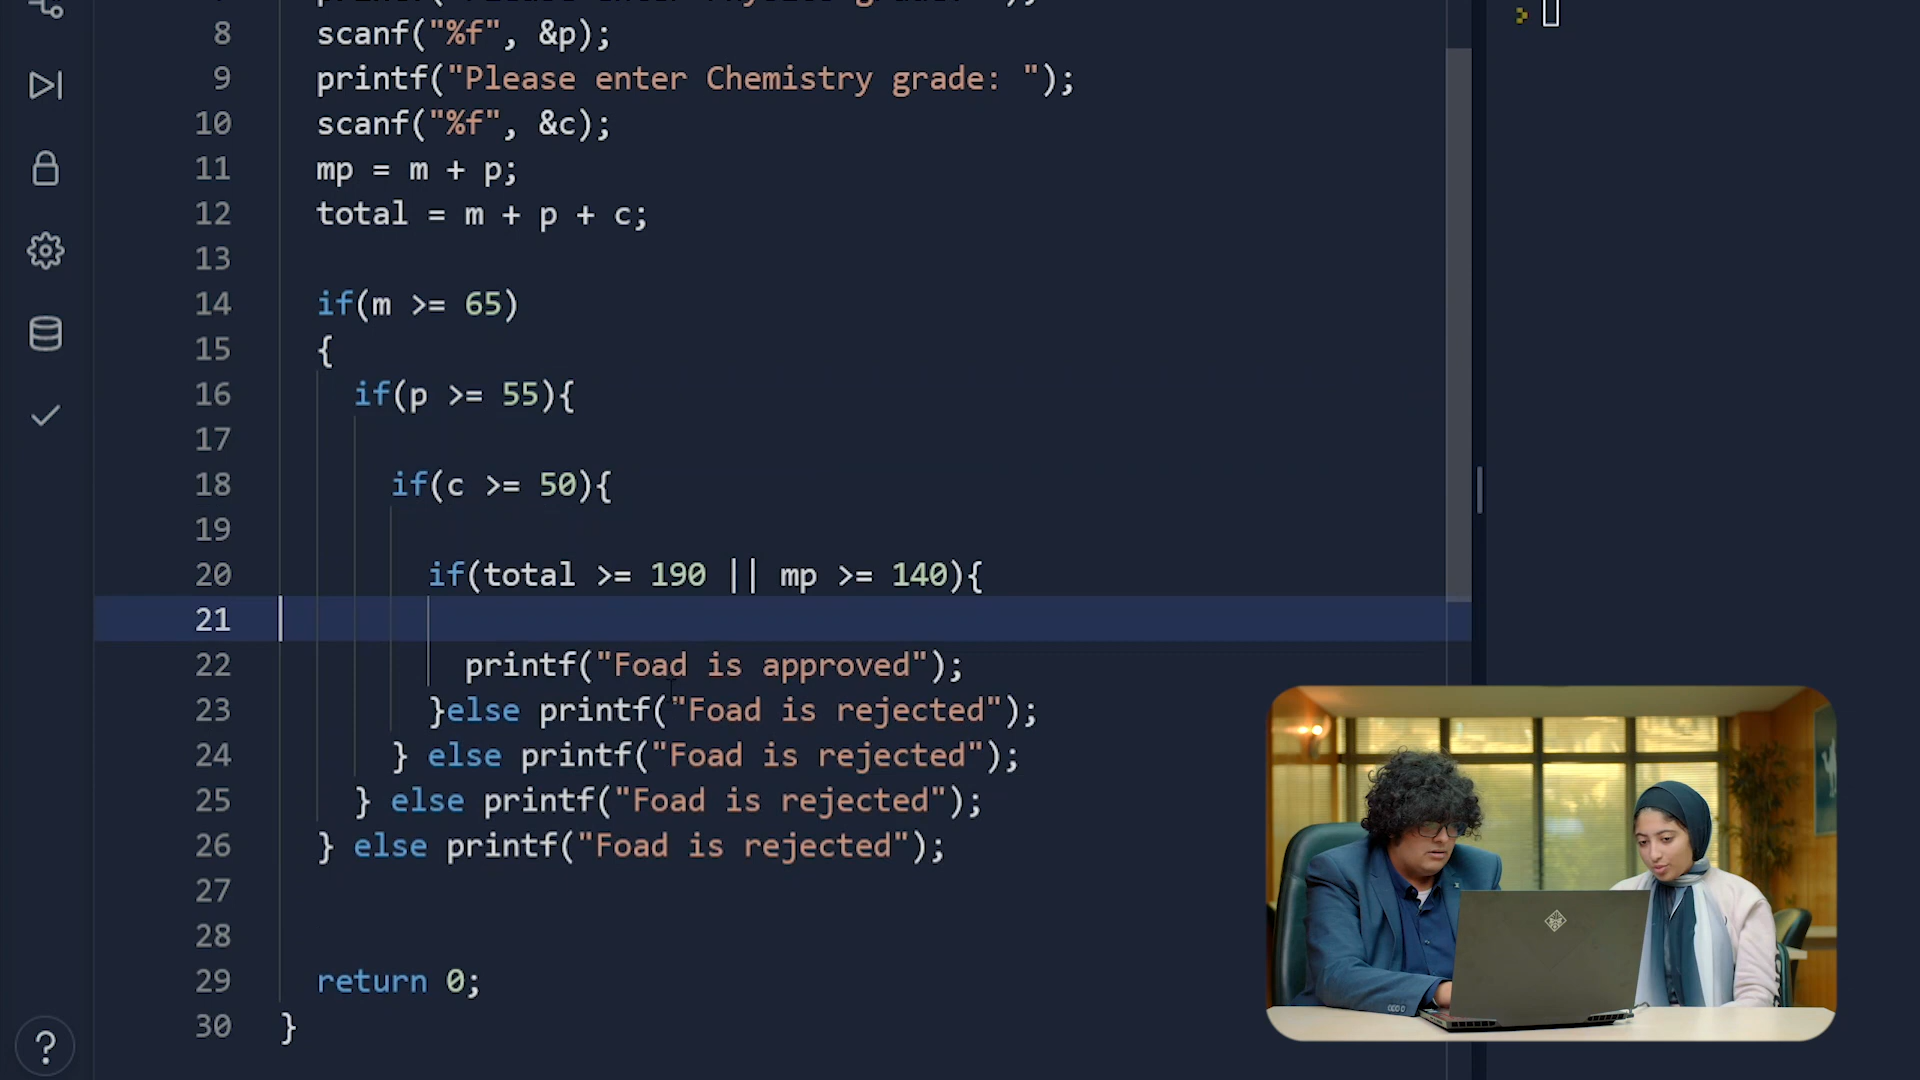 8 scanf("%f", &p);
9 printf("Please enter Chemistry grade: ");
10 scanf("%f", &c);
11 mp = m + p;
12 total = m + p + c;
13
14 if(m >= 65)
15 {
16 if(p >= 55){
17
18 if(c >= 50){
19
20 if(total >= 190 || mp >= 140){
21
22 printf("Foad is approved");
23 }else printf("Foad is rejected");
24 } else printf("Foad is rejected");
25 } else printf("Foad is rejected");
26 } else printf("Foad is rejected");
27
28
29 return 0;
30 }